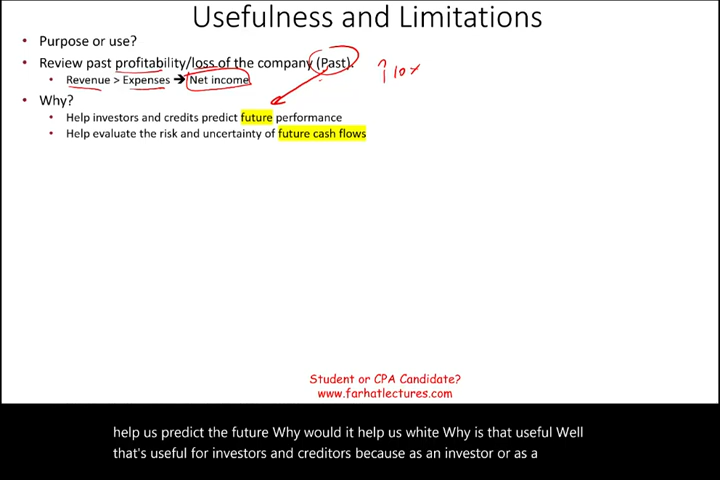 Usefulness and Limitations
• Purpose or use?
• Review past profitability/loss of the company (Past).
• Revenue > Expenses → Net income
↑ 10x
• Why?
• Help investors and credits predict future performance
• Help evaluate the risk and uncertainty of future cash flows
Student or CPA Candidate?
www.farhatlectures.com
help us predict the future Why would it help us white Why is that useful Well
that's useful for investors and creditors because as an investor or as a